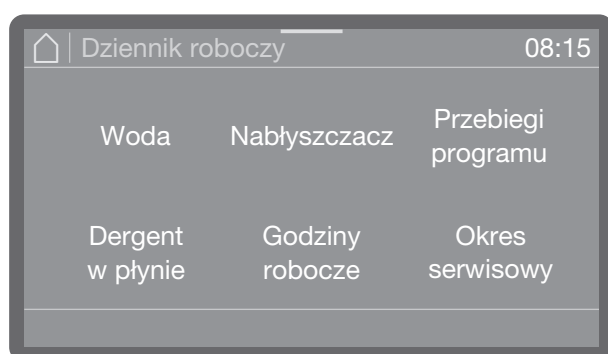 Dziennik roboczy 08:15
Woda
Nabłyszczacz
Przebiegi
programu
Dergent
w płynie
Godziny
robocze
Okres
serwisowy